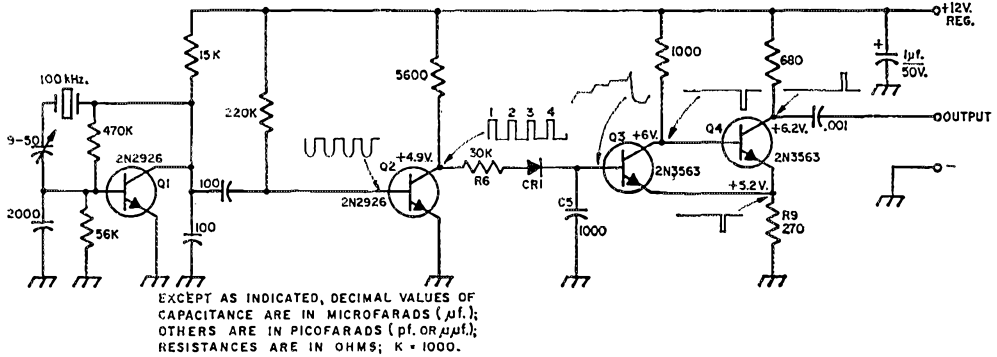 +12V.
REG.
15K
1000
680
+
1µf.
50V.
100 kHz.
5600
220K
1 2 3 4
470K
9-50
Q3
+6V.
Q4
+6.2V.
.001
OUTPUT
2N2926
Q1
Q2
+4.9V.
30K
R6
CR1
2N3563
2N3563
-
100
2N2926
+5.2V.
2000
56K
100
C5
1000
R9
270
EXCEPT AS INDICATED, DECIMAL VALUES OF
CAPACITANCE ARE IN MICROFARADS (µf.);
OTHERS ARE IN PICOFARADS (pf. OR µµf.);
RESISTANCES ARE IN OHMS; K = 1000.